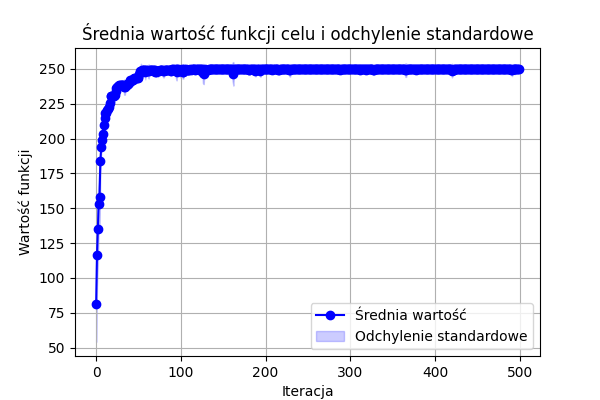 Średnia wartość funkcji celu i odchylenie standardowe
Wartość funkcji
250
225
200
175
150
125
100
75
50
0 100 200 300 400 500
Iteracja
Średnia wartość
Odchylenie standardowe